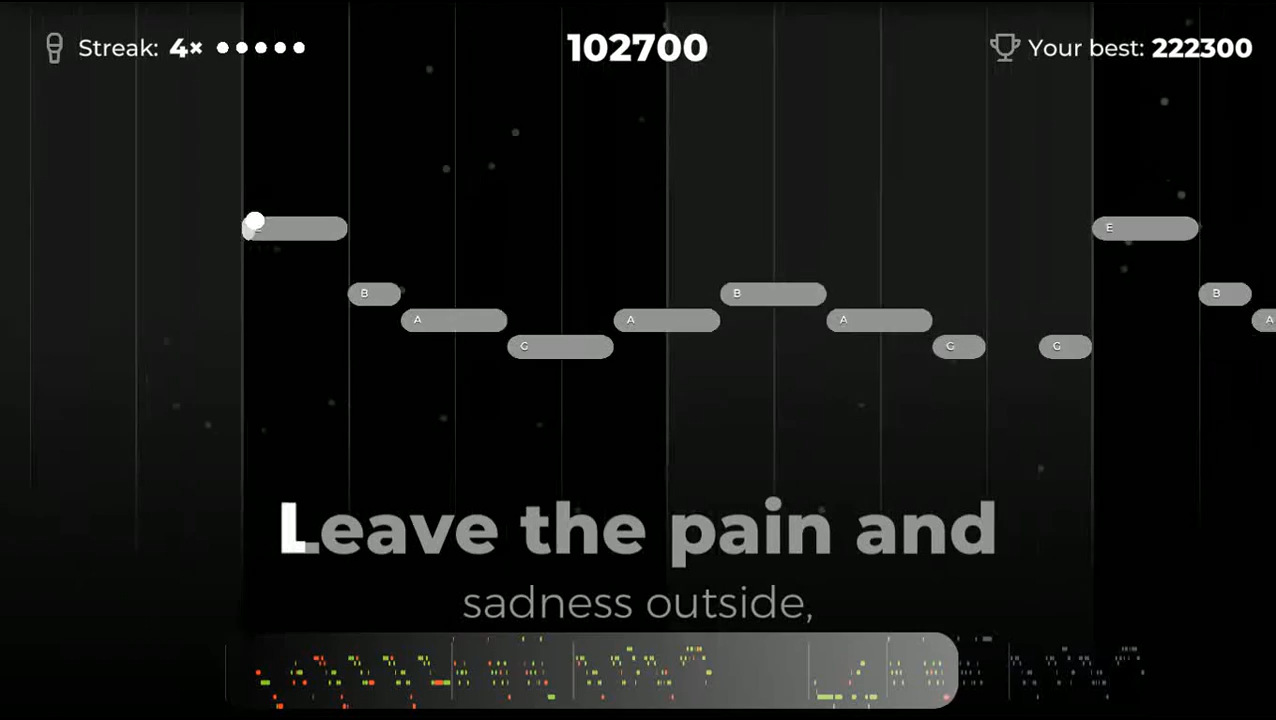 Streak: 4× 102700 Your best: 222300
E E
B B B
A A A A
G G G
Leave the pain and
sadness outside,